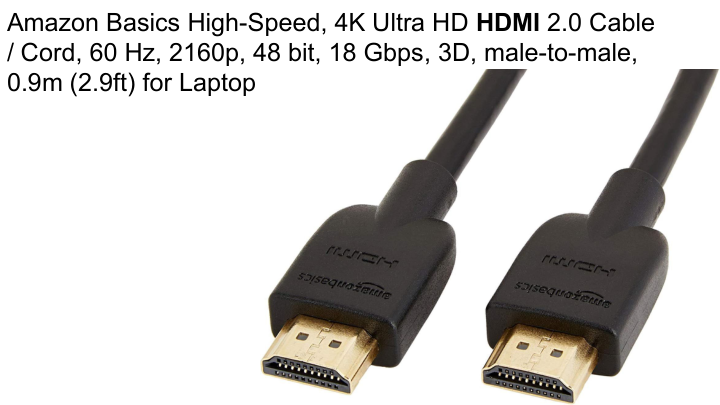 Amazon Basics High-Speed, 4K Ultra HD HDMI 2.0 Cable
/ Cord, 60 Hz, 2160p, 48 bit, 18 Gbps, 3D, male-to-male,
0.9m (2.9ft) for Laptop
HDMI
amazonbasics
HDMI
amazonbasics